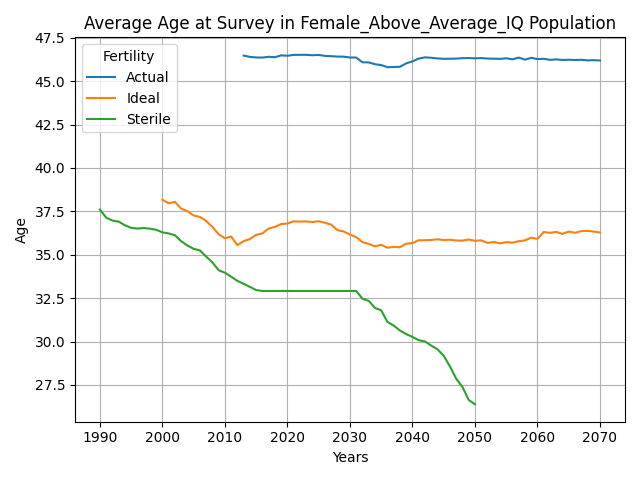 Average Age at Survey in Female_Above_Average_IQ Population
Fertility
Actual
Ideal
Sterile
Age
47.5
45.0
42.5
40.0
37.5
35.0
32.5
30.0
27.5
1990 2000 2010 2020 2030 2040 2050 2060 2070
Years